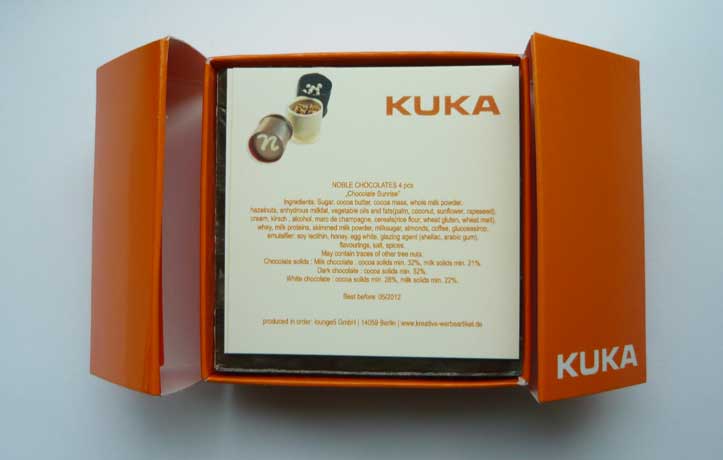 KUKA
NOBLE CHOCOLATES 4 pcs
„Chocolate Sunrise"
Ingredients: Sugar, cocoa butter, cocoa mass, whole milk powder,
hazelnuts, anhydrous milkfat, vegetable oils and fats(palm, coconut, sunflower, rapeseed),
cream, kirsch , alcohol, marc de champagne, cereals(rice flour, wheat gluten, wheat malt),
whey, milk proteins, skimmed milk powder, milksugar, almonds, coffee, glucosesirop,
emulsifier: soy lecithin, honey, egg white, glazing agent (shellac, arabic gum),
flavourings, salt, spices.
May contain traces of other tree nuts.
Chocolate solids : Milk chocolate : cocoa solids min. 32%, milk solids min. 21%.
Dark chocolate : cocoa solids min. 52%.
White chocolate : cocoa solids min. 28%, milk solids min. 22%.
Best before: 05/2012
produced in order: lounge5 GmbH | 14059 Berlin | www.kreative-werbeartikel.de
KUKA